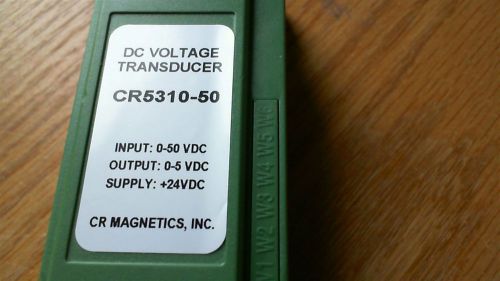 DC VOLTAGE
TRANSDUCER
CR5310-50
INPUT: 0-50 VDC
OUTPUT: 0-5 VDC
SUPPLY: +24VDC
CR MAGNETICS, INC.
W1 W2 W3 W4 W5 W6